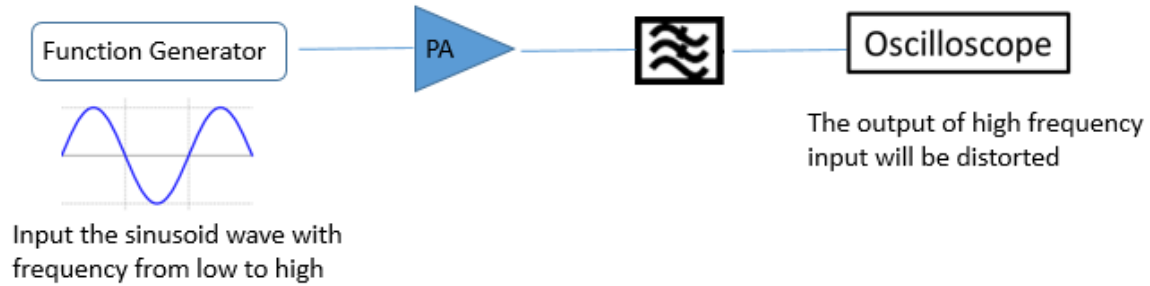 Function Generator
PA
Oscilloscope
The output of high frequency
input will be distorted
Input the sinusoid wave with
frequency from low to high